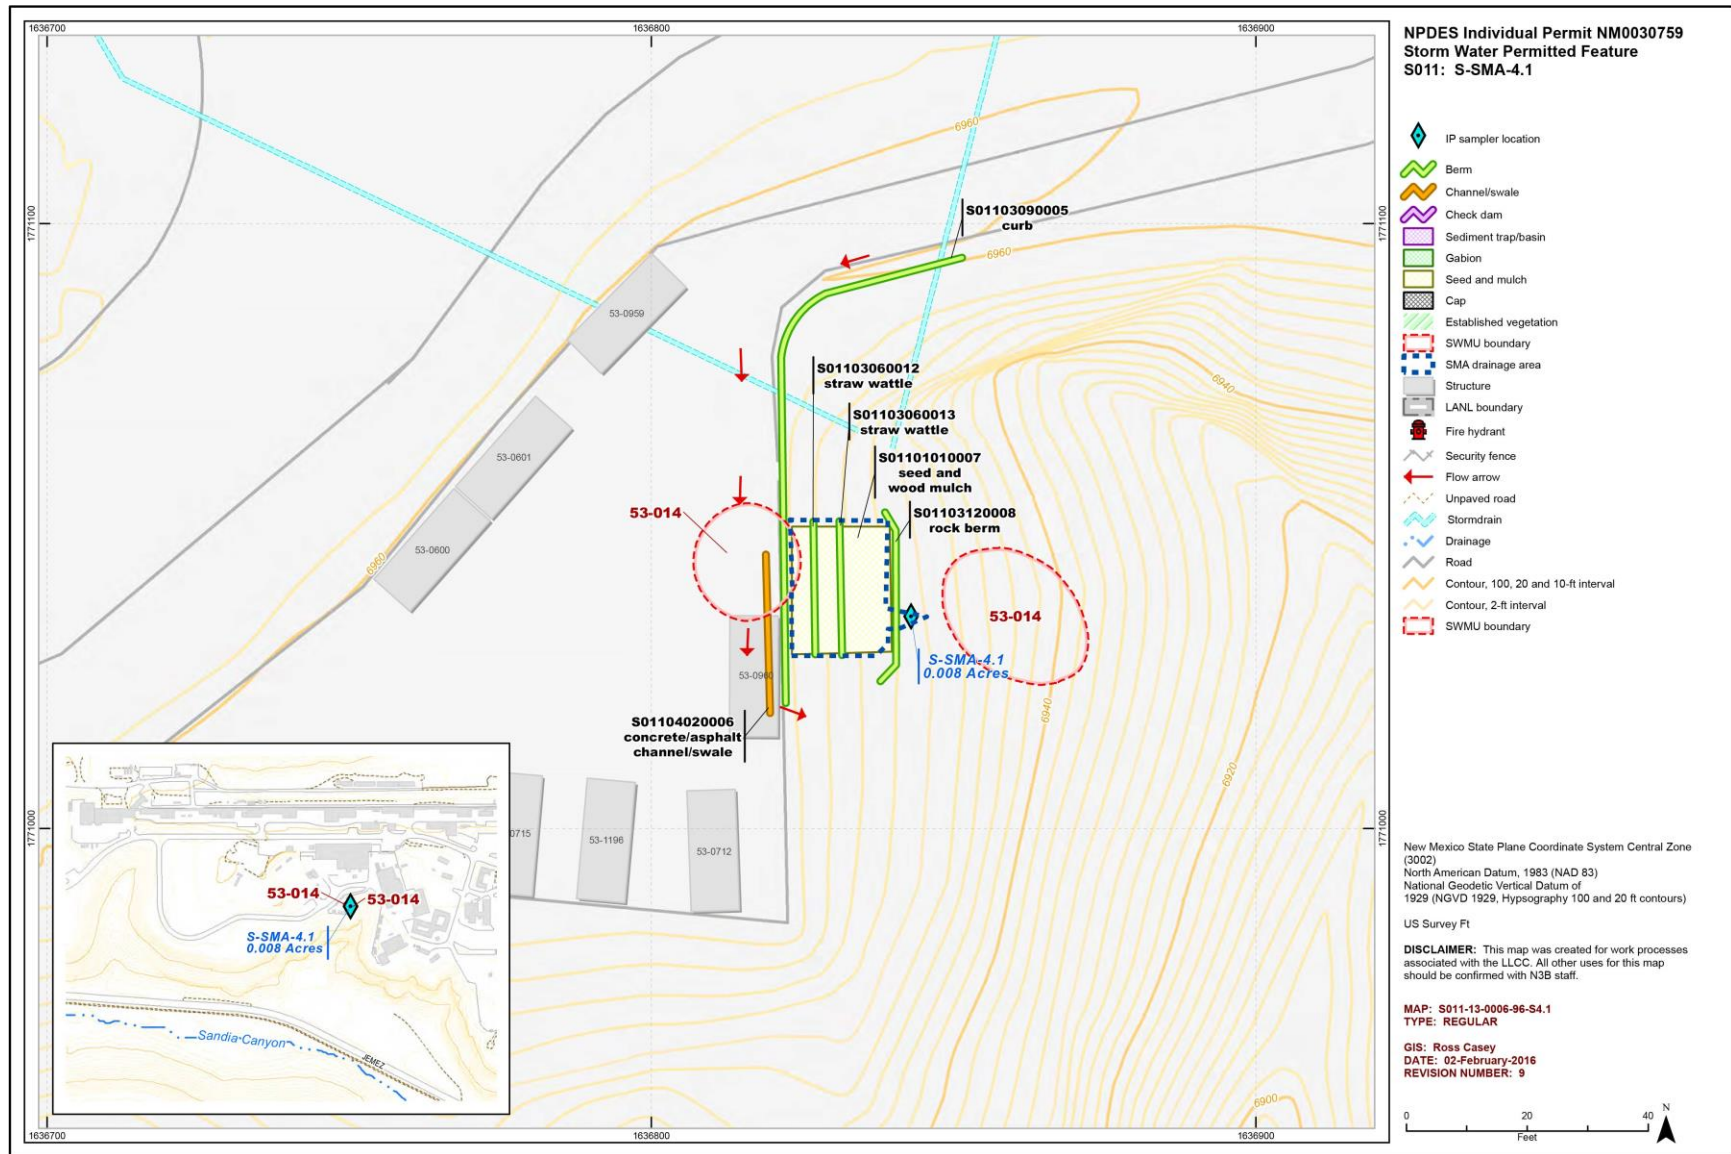 1636700
1636800
1636900
1771100
1771100
1771000
1771000
1636700
1636800
1636900
6960
S01103090005
curb
6960
53-0959
S01103060012
straw wattle
S01103060013
straw wattle
6940
S01101010007
seed and
wood mulch
53-0601
53-014
S01103120008
rock berm
53-0600
6960
53-014
S-SMA-4.1
0.008 Acres
53-0960
6940
S01104020006
concrete/asphalt
channel/swale
6920
0715
53-1196
53-0712
6900
53-014
53-014
S-SMA-4.1
0.008 Acres
Sandia Canyon
JEMEZ
NPDES Individual Permit NM0030759
Storm Water Permitted Feature
S011: S-SMA-4.1
IP sampler location
Berm
Channel/swale
Check dam
Sediment trap/basin
Gabion
Seed and mulch
Cap
Established vegetation
SWMU boundary
SMA drainage area
Structure
LANL boundary
Fire hydrant
Security fence
Flow arrow
Unpaved road
Stormdrain
Drainage
Road
Contour, 100, 20 and 10-ft interval
Contour, 2-ft interval
SWMU boundary
New Mexico State Plane Coordinate System Central Zone
(3002)
North American Datum, 1983 (NAD 83)
National Geodetic Vertical Datum of
1929 (NGVD 1929, Hypsography 100 and 20 ft contours)
US Survey Ft
DISCLAIMER: This map was created for work processes
associated with the LLCC. All other uses for this map
should be confirmed with N3B staff.
MAP: S011-13-0006-96-S4.1
TYPE: REGULAR
GIS: Ross Casey
DATE: 02-February-2016
REVISION NUMBER: 9
0 20 40
Feet
N